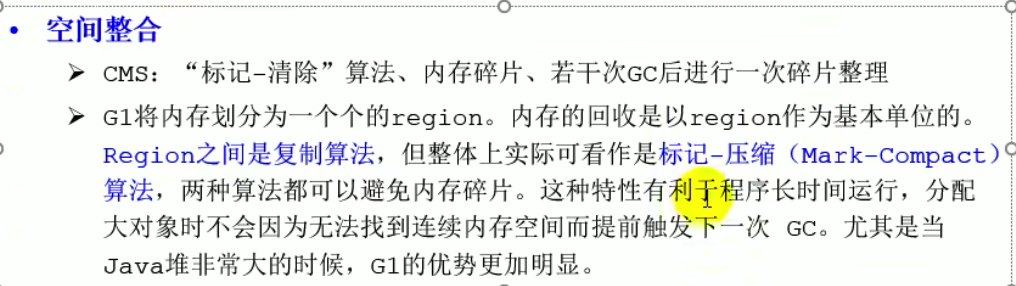 • 空间整合
➤ CMS：“标记-清除”算法、内存碎片、若干次GC后进行一次碎片整理
➤ G1将内存划分为一个个的region。内存的回收是以region作为基本单位的。
Region之间是复制算法，但整体上实际可看作是标记-压缩（Mark-Compact）
算法，两种算法都可以避免内存碎片。这种特性有利于程序长时间运行，分配
大对象时不会因为无法找到连续内存空间而提前触发下一次 GC。尤其是当
Java堆非常大的时候，G1的优势更加明显。